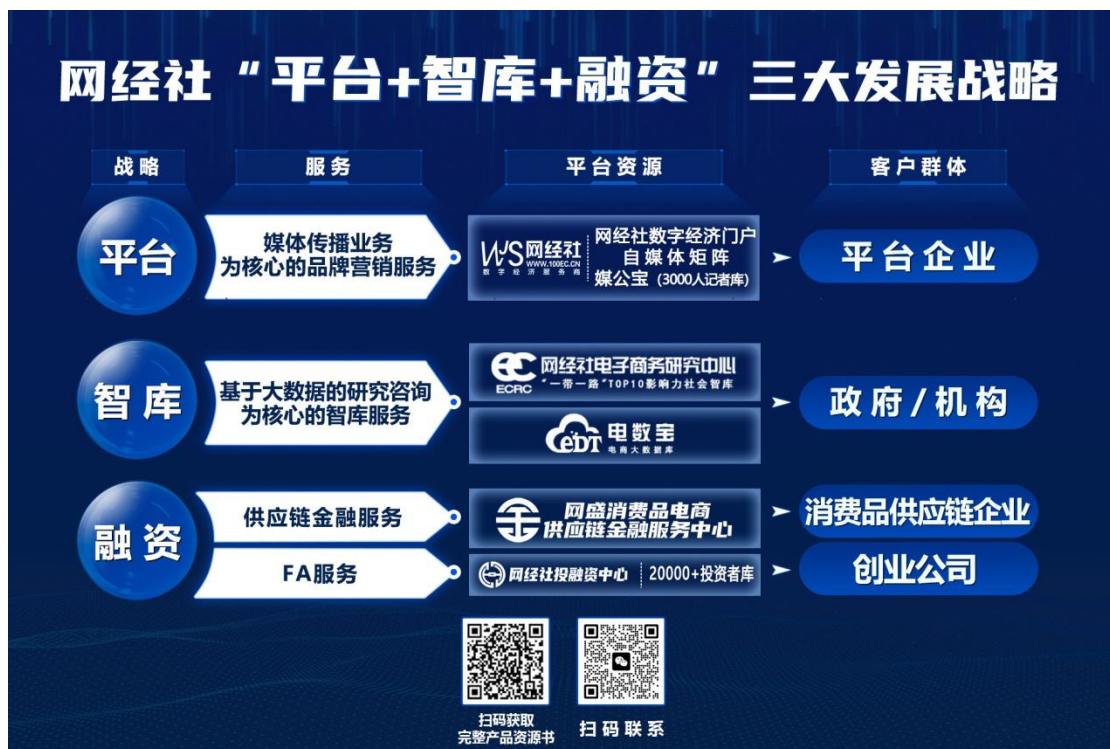 网经社“平台+智库+融资”三大发展战略
战略
服务
平台资源
客户群体
平台
媒体传播业务
为核心的品牌营销服务
网经社
WWW.100EC.CN
数字经济服务商
网经社数字经济门户
自媒体矩阵
媒公宝（3000人记者库）
平台企业
智库
基于大数据的研究咨询
为核心的智库服务
ECRC
网经社电子商务研究中心
“一带一路”TOP10影响力社会智库
eDT
电数宝
电商大数据库
政府/机构
融资
供应链金融服务
网盛消费品电商
供应链金融服务中心
消费品供应链企业
FA服务
网经社投融资中心
20000+投资者库
创业公司
扫码获取
完整产品资源书
扫码联系